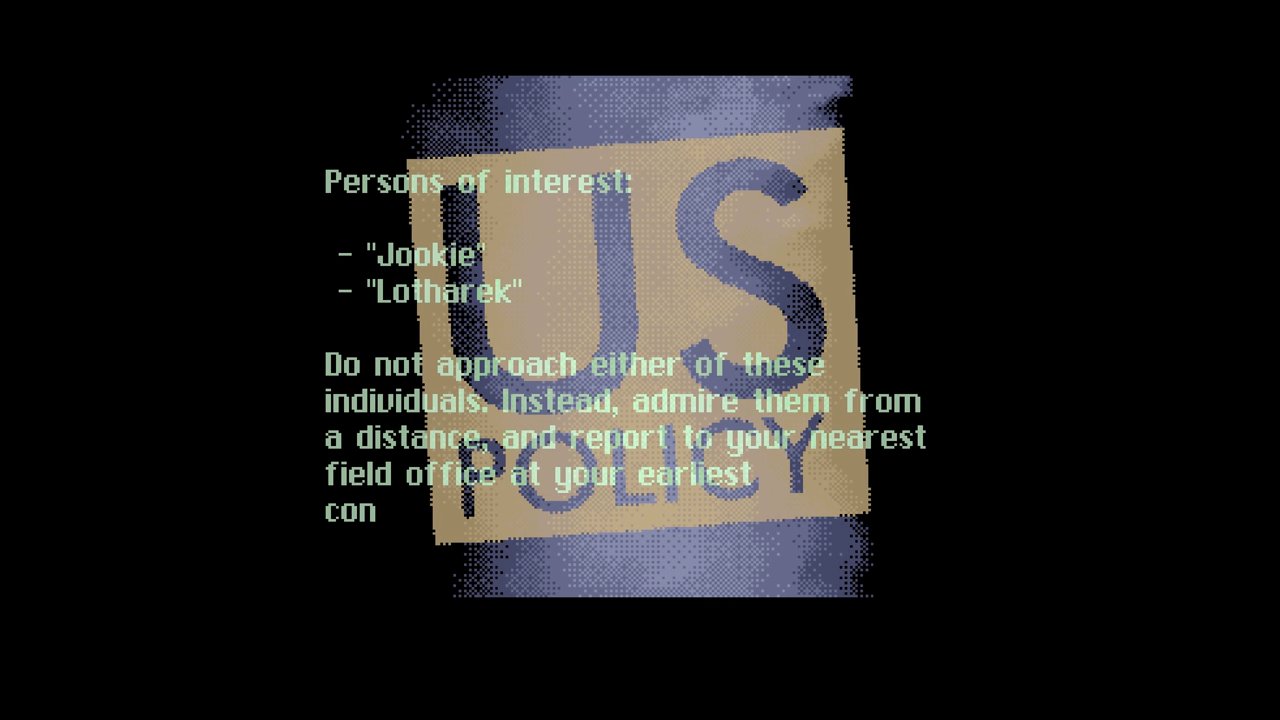 US
POLICY
Persons of interest:
- "Jookie"
- "Lotharek"
Do not approach either of these
individuals. Instead, admire them from
a distance, and report to your nearest
field office at your earliest
con